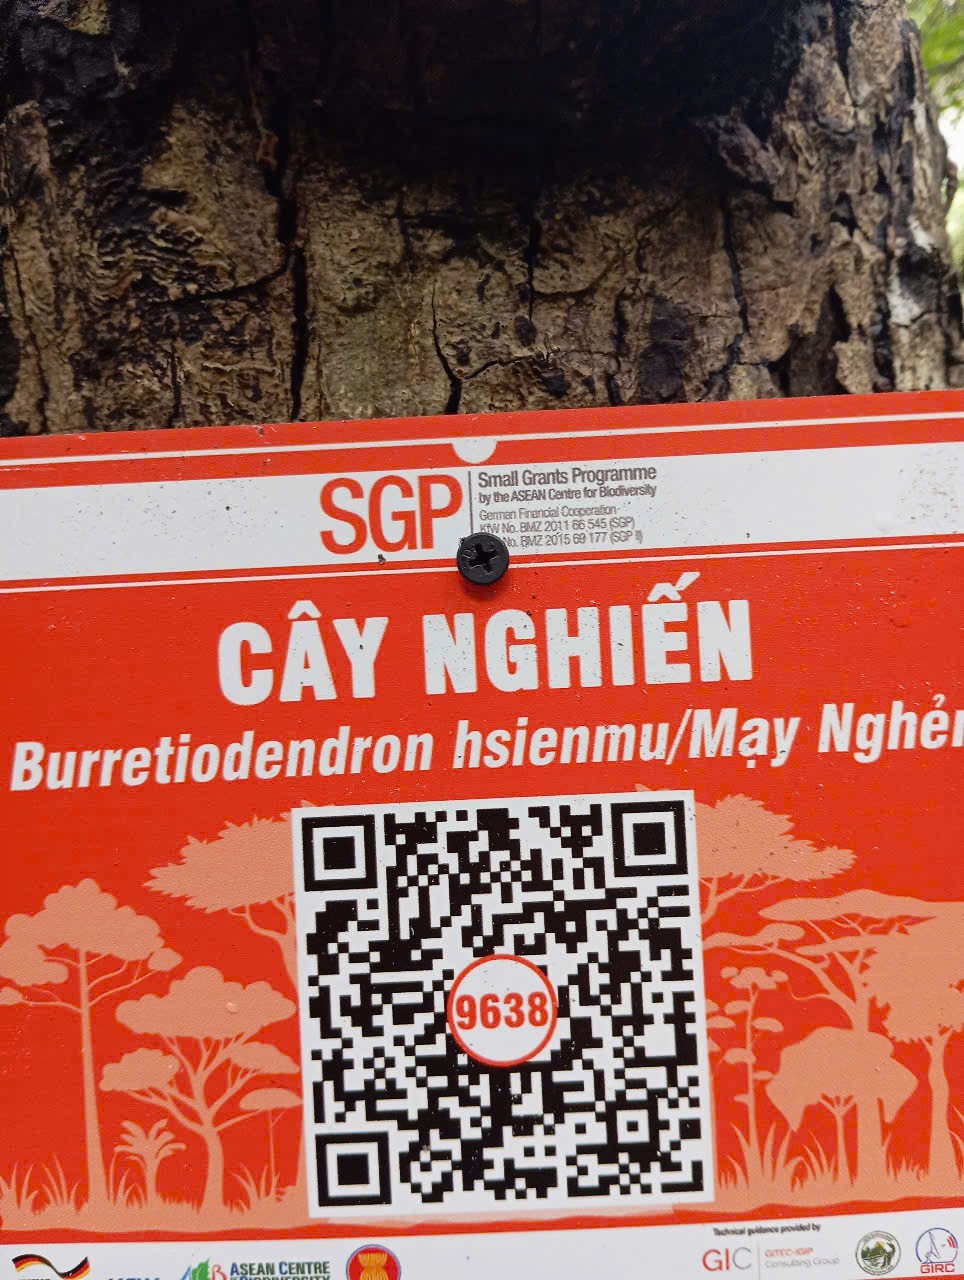 SGP
Small Grants Programme
by the ASEAN Centre for Biodiversity
German Financial Cooperation
KfW No. BMZ 2011 66 545 (SGP)
No. BMZ 2015 69 177 (SGP II)
CÂY NGHIẾN
Burretiodendron hsienmu/Mạy Nghẻn
9638
Technical guidance provided by
ASEAN CENTRE
GIC
GITEC-IGIP
Consulting Group
GIRC